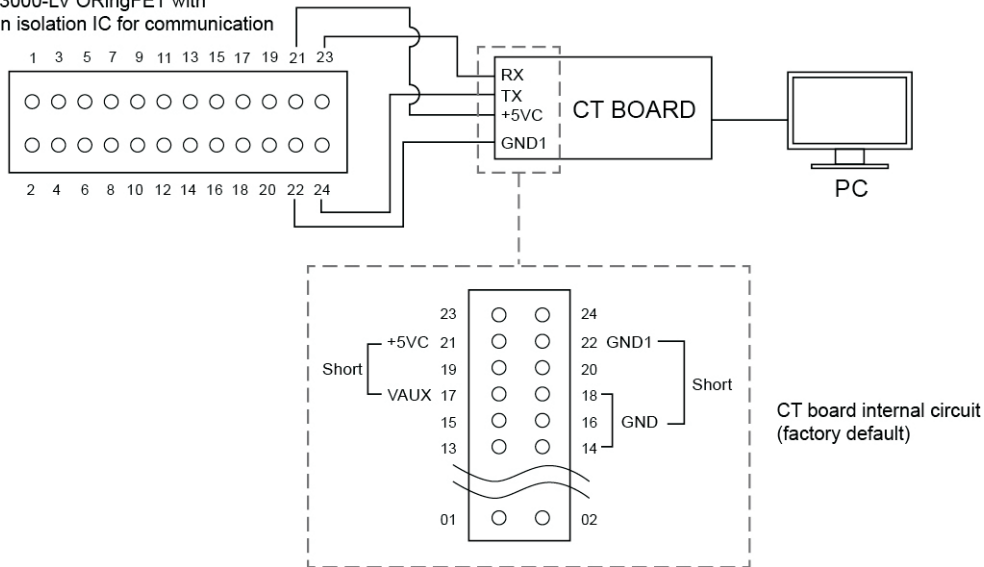 3000-LV ORingFET with
n isolation IC for communication
1 3 5 7 9 11 13 15 17 19 21 23
2 4 6 8 10 12 14 16 18 20 22 24
RX
TX
+5VC
GND1
CT BOARD
PC
23 24
+5VC 21 22 GND1
19 20
Short
VAUX 17 18
Short
15 16 GND
13 14
01 02
CT board internal circuit
(factory default)